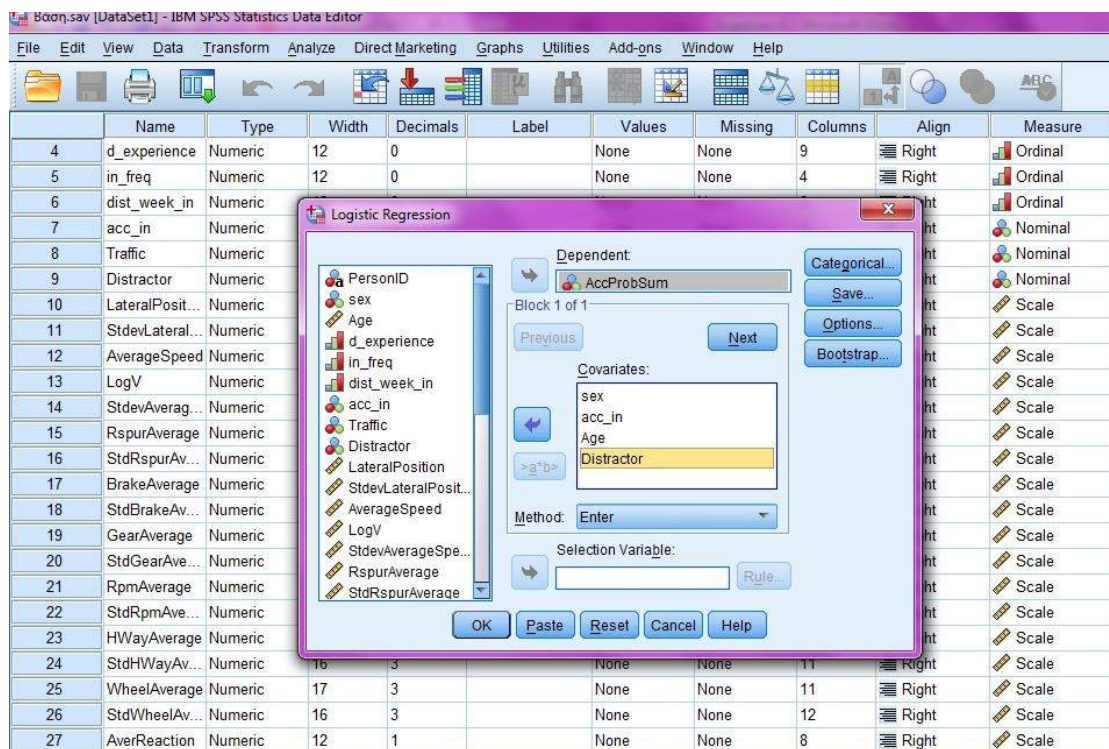 Βάση.sav [DataSet1] - IBM SPSS Statistics Data Editor
File Edit View Data Transform Analyze Direct Marketing Graphs Utilities Add-ons Window Help
Name Type Width Decimals Label Values Missing Columns Align Measure
4 d_experience Numeric 12 0 None None 9 Right Ordinal
5 in_freq Numeric 12 0 None None 4 Right Ordinal
6 dist_week_in Numeric Ordinal
7 acc_in Numeric Nominal
8 Traffic Numeric Nominal
9 Distractor Numeric Nominal
10 LateralPosit... Numeric Scale
11 StdevLateral... Numeric Scale
12 AverageSpeed Numeric Scale
13 LogV Numeric Scale
14 StdevAverag... Numeric Scale
15 RspurAverage Numeric Scale
16 StdRspurAv... Numeric Scale
17 BrakeAverage Numeric Scale
18 StdBrakeAv... Numeric Scale
19 GearAverage Numeric Scale
20 StdGearAve... Numeric Scale
21 RpmAverage Numeric Scale
22 StdRpmAve... Numeric Scale
23 HWayAverage Numeric Scale
24 StdHWayAv... Numeric 16 3 None None 11 Right Scale
25 WheelAverage Numeric 17 3 None None 11 Right Scale
26 StdWheelAv... Numeric 16 3 None None 12 Right Scale
27 AverReaction Numeric 12 1 None None 8 Right Scale
Logistic Regression
PersonID
sex
Age
d_experience
in_freq
dist_week_in
acc_in
Traffic
Distractor
LateralPosition
StdevLateralPosit...
AverageSpeed
LogV
StdevAverageSpe...
RspurAverage
StdRspurAverage
Dependent:
AccProbSum
Block 1 of 1
Previous Next
Covariates:
sex
acc_in
Age
Distractor
>a*b>
Method: Enter
Selection Variable:
Rule...
Categorical...
Save...
Options...
Bootstrap...
OK Paste Reset Cancel Help